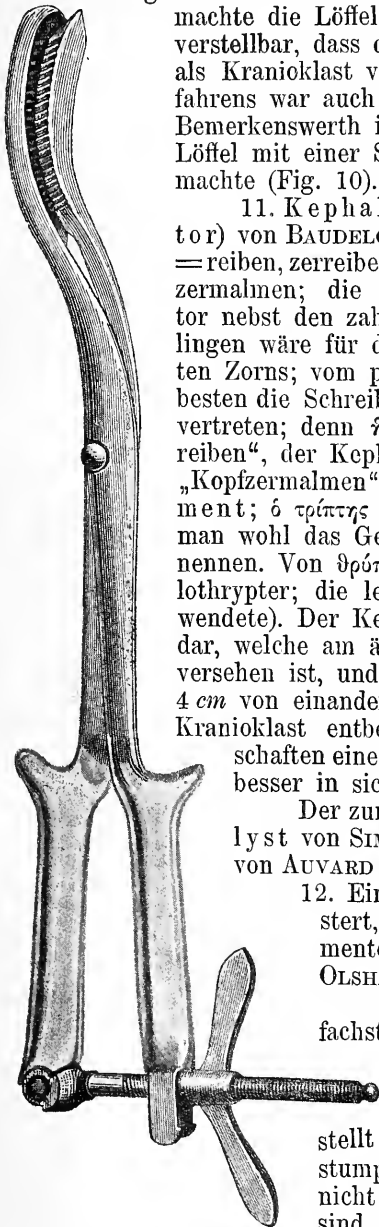 machte die Löffel
verstellbar, dass
als Kranioklast
fahrens war auch
Bemerkenswerth
Löffel mit einer
machte (Fig. 10).
11. Kephal
tor) von BAUDELO
=reiben, zerreibe
zermalmen; die
tor nebst den zah
lingen wäre für
ten Zorns; vom
besten die Schreib
vertreten; denn
reiben“, der Keph
„Kopfzermalmen“
ment; ὁ τρίπτης
man wohl das Ge
nennen. Von θρύπ
lothrypter; die le
wendete). Der Ke
dar, welche am ä
versehen ist, und
4 cm von einande
Kranioklast entbe
schaften eine
besser in sic
Der zur
lyst von SIM
von AUVARD
12. Ein
stert,
mente
OLSHA
fachst
stellt
stump
nicht
sind